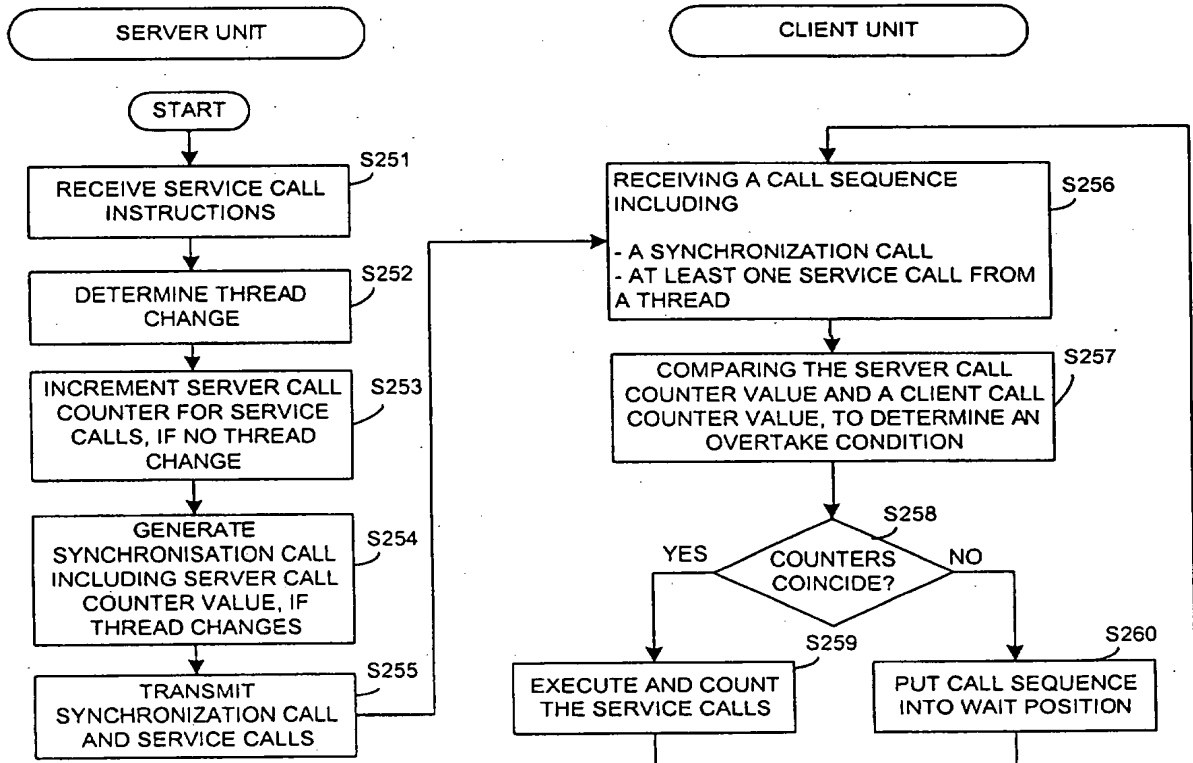 SERVER UNIT
START
S251
RECEIVE SERVICE CALL
INSTRUCTIONS
S252
DETERMINE THREAD
CHANGE
S253
INCREMENT SERVER CALL
COUNTER FOR SERVICE
CALLS, IF NO THREAD
CHANGE
S254
GENERATE
SYNCHRONISATION CALL
INCLUDING SERVER CALL
COUNTER VALUE, IF
THREAD CHANGES
S255
TRANSMIT
SYNCHRONIZATION CALL
AND SERVICE CALLS
CLIENT UNIT
S256
RECEIVING A CALL SEQUENCE
INCLUDING
- A SYNCHRONIZATION CALL
- AT LEAST ONE SERVICE CALL FROM
A THREAD
S257
COMPARING THE SERVER CALL
COUNTER VALUE AND A CLIENT CALL
COUNTER VALUE, TO DETERMINE AN
OVERTAKE CONDITION
S258
COUNTERS
COINCIDE?
YES
NO
S259
EXECUTE AND COUNT
THE SERVICE CALLS
S260
PUT CALL SEQUENCE
INTO WAIT POSITION